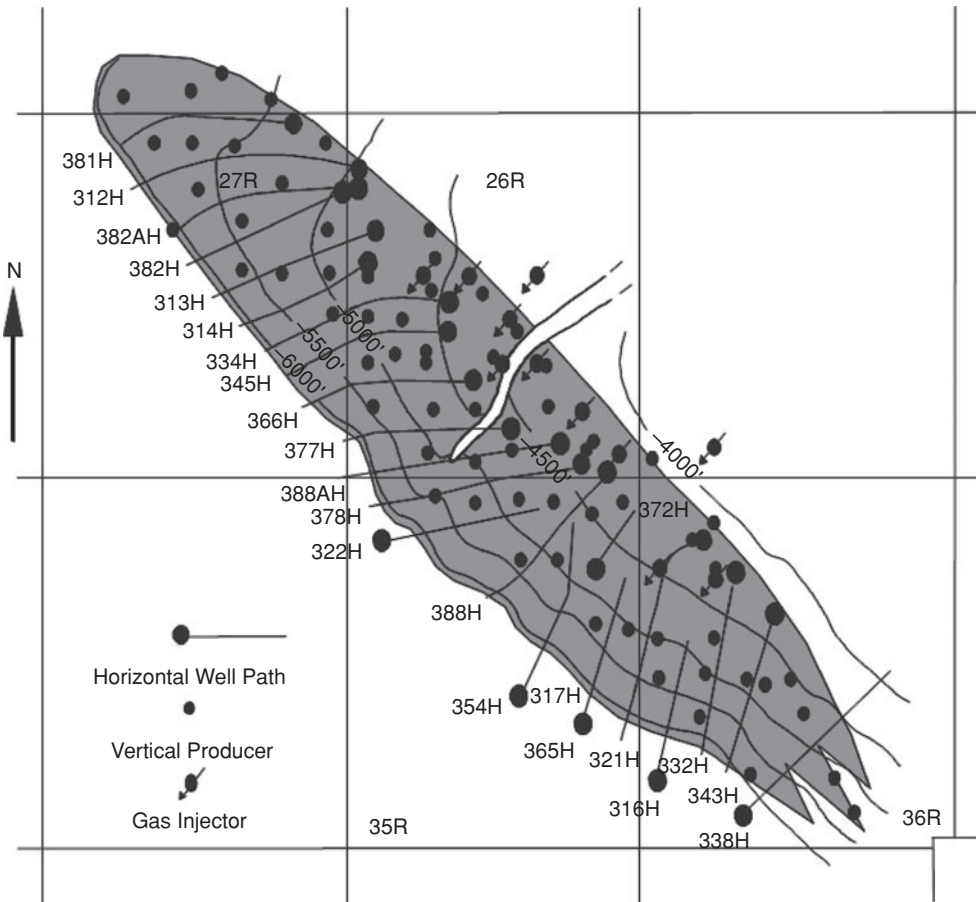 381H
27R
26R
312H
382AH
382H
N
313H
314H
–5000'
–5500'
334H
–6000'
345H
366H
377H
–4500'
–4000'
388AH
378H
372H
322H
388H
Horizontal Well Path
354H
317H
365H
321H
332H
Vertical Producer
316H
343H
Gas Injector
35R
36R
338H